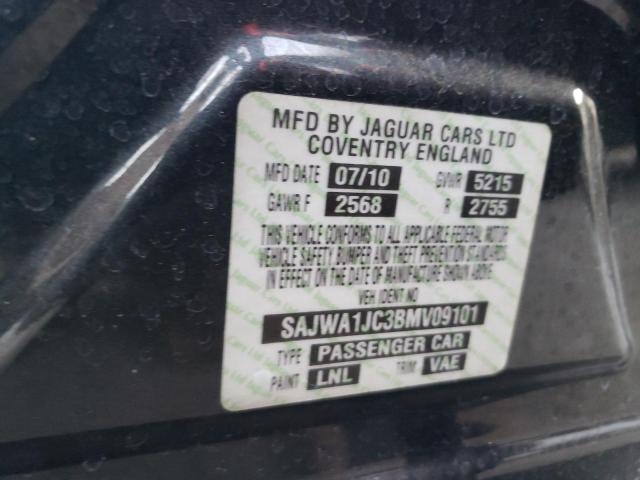 MFD BY JAGUAR CARS LTD
COVENTRY ENGLAND
MFD DATE 07/10 GVWR 5215
GAWR F 2568 R 2755
THIS VEHICLE CONFORMS TO ALL APPLICABLE FEDERAL MOTOR
VEHICLE SAFETY, BUMPER AND THEFT PREVENTION STANDARDS
IN EFFECT ON THE DATE OF MANUFACTURE SHOWN ABOVE.
VEH IDENT NO
SAJWA1JC3BMV09101
TYPE PASSENGER CAR
PAINT LNL TRIM VAE